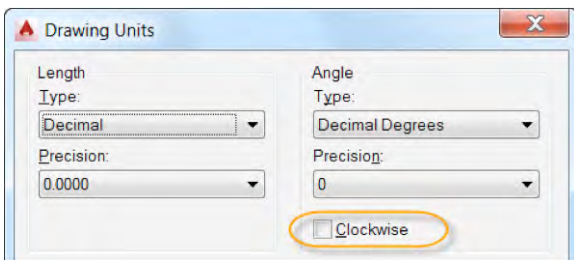 Drawing Units
Length
Type:
Decimal
Precision:
0.0000
Angle
Type:
Decimal Degrees
Precision:
0
Clockwise